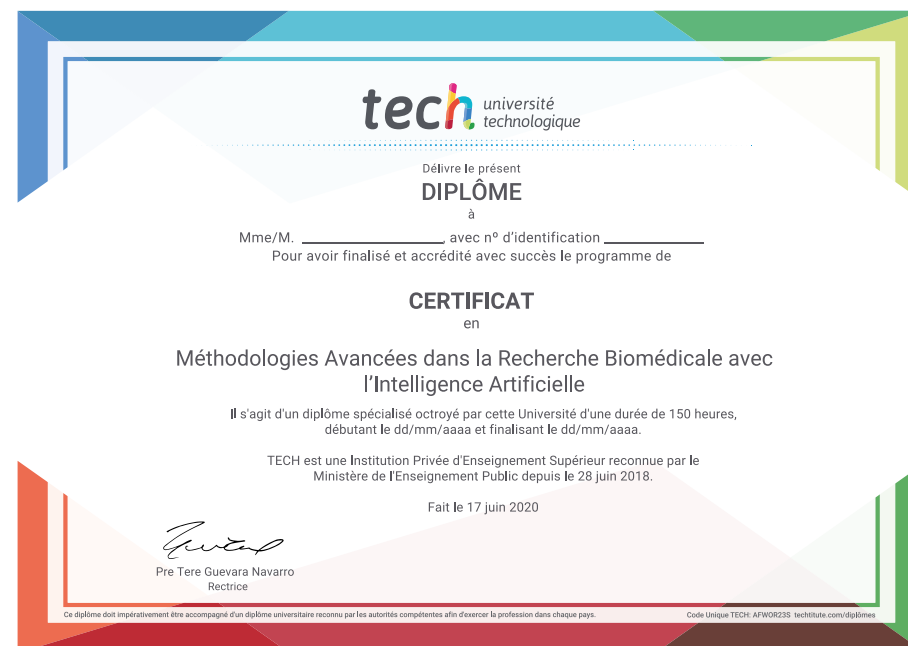 tech université
technologique
Délivre le présent
DIPLÔME
à
Mme/M. ____________________, avec nº d'identification ______________
Pour avoir finalisé et accrédité avec succès le programme de
CERTIFICAT
en
Méthodologies Avancées dans la Recherche Biomédicale avec
l'Intelligence Artificielle
Il s'agit d'un diplôme spécialisé octroyé par cette Université d'une durée de 150 heures,
débutant le dd/mm/aaaa et finalisant le dd/mm/aaaa.
TECH est une Institution Privée d'Enseignement Supérieur reconnue par le
Ministère de l'Enseignement Public depuis le 28 juin 2018.
Fait le 17 juin 2020
Pre Tere Guevara Navarro
Rectrice
Ce diplôme doit impérativement être accompagné d'un diplôme universitaire reconnu par les autorités compétentes afin d'exercer la profession dans chaque pays. Code Unique TECH: AFWOR23S techtitute.com/diplômes